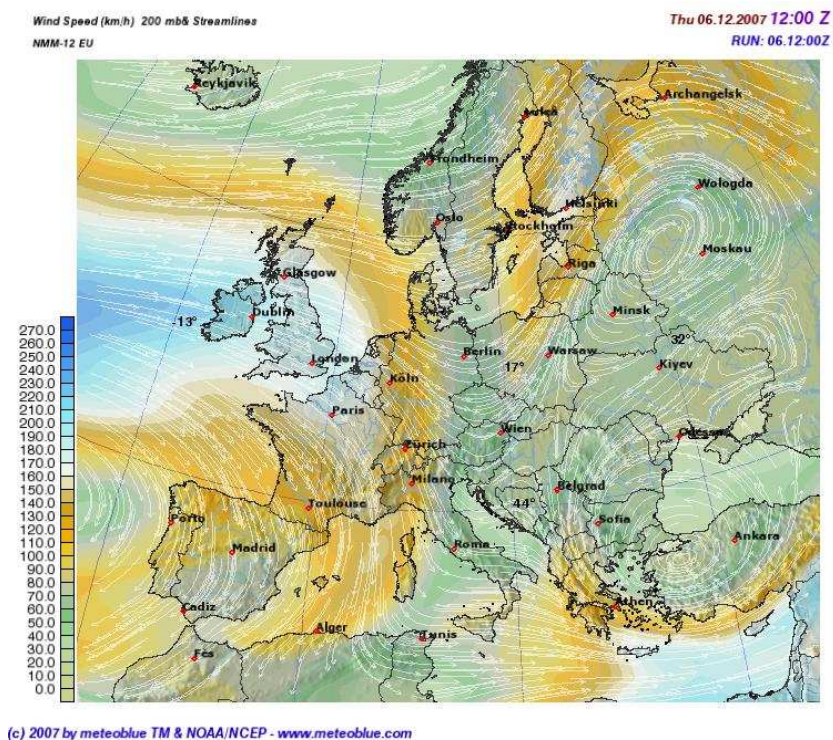 Wind Speed (km/h) 200 mb& Streamlines
Thu 06.12.2007 12:00 Z
NMM-12 EU
RUN: 06.12:00Z
Reykjavik
Archangelsk
Lulea
Trondheim
Wologda
Helsinki
Oslo
Stockholm
Moskau
Riga
Glasgow
Dublin
Minsk
-13°
32°
London
Berlin
Warsaw
Kiyev
17°
Köln
Paris
Wien
Odessa
Zürich
Milano
Belgrad
Toulouse
44°
Porto
Sofia
Ankara
Madrid
Roma
Cadiz
Athen
Alger
Tunis
Fes
270.0
260.0
250.0
240.0
230.0
220.0
210.0
200.0
190.0
180.0
170.0
160.0
150.0
140.0
130.0
120.0
110.0
100.0
90.0
80.0
70.0
60.0
50.0
40.0
30.0
20.0
10.0
0.0
(c) 2007 by meteoblue TM & NOAA/NCEP - www.meteoblue.com